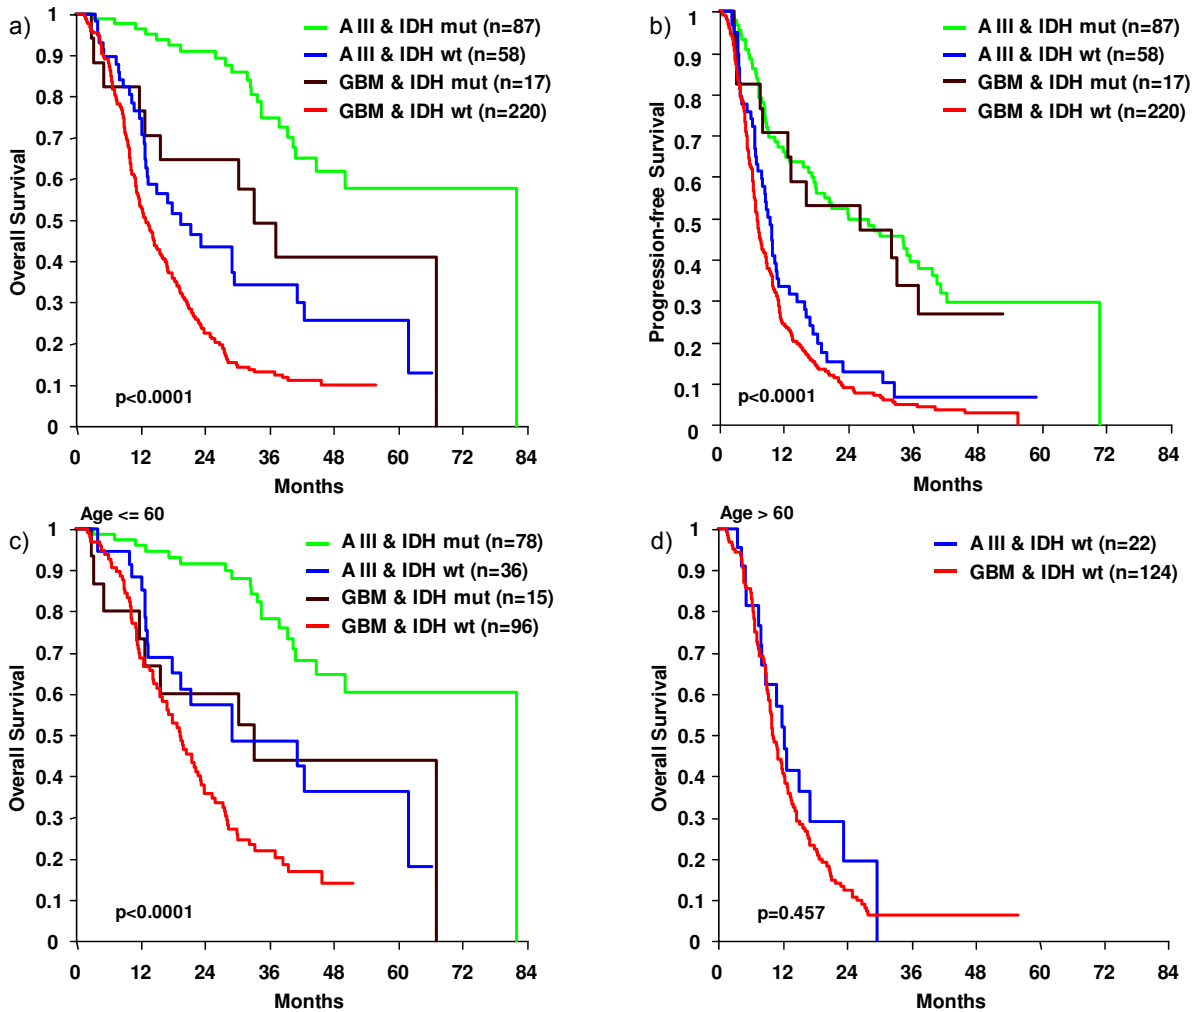 a)
A III & IDH mut (n=87)
A III & IDH wt (n=58)
GBM & IDH mut (n=17)
GBM & IDH wt (n=220)
Overall Survival
1
0.9
0.8
0.7
0.6
0.5
0.4
0.3
0.2
0.1
0
p<0.0001
0 12 24 36 48 60 72 84
Months
b)
A III & IDH mut (n=87)
A III & IDH wt (n=58)
GBM & IDH mut (n=17)
GBM & IDH wt (n=220)
Progression-free Survival
1
0.9
0.8
0.7
0.6
0.5
0.4
0.3
0.2
0.1
0
p<0.0001
0 12 24 36 48 60 72 84
Months
c)
Age <= 60
A III & IDH mut (n=78)
A III & IDH wt (n=36)
GBM & IDH mut (n=15)
GBM & IDH wt (n=96)
Overall Survival
1
0.9
0.8
0.7
0.6
0.5
0.4
0.3
0.2
0.1
0
p<0.0001
0 12 24 36 48 60 72 84
Months
d)
Age > 60
A III & IDH wt (n=22)
GBM & IDH wt (n=124)
Overall Survival
1
0.9
0.8
0.7
0.6
0.5
0.4
0.3
0.2
0.1
0
p=0.457
0 12 24 36 48 60 72 84
Months